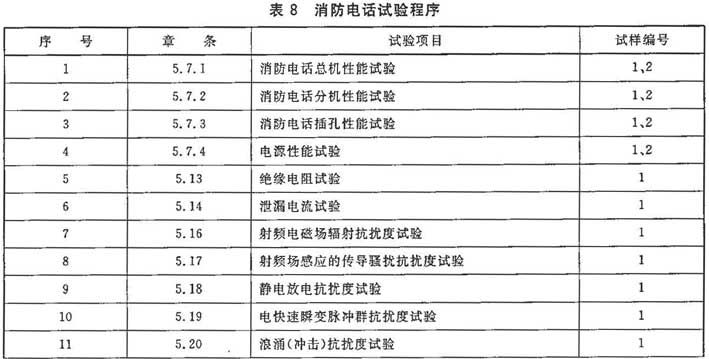 表 8 消防电话试验程序
序 号 章 条 试验项目 试样编号
1 5.7.1 消防电话总机性能试验 1、2
2 5.7.2 消防电话分机性能试验 1、2
3 5.7.3 消防电话插孔性能试验 1、2
4 5.7.4 电源性能试验 1、2
5 5.13 绝缘电阻试验 1
6 5.14 泄漏电流试验 1
7 5.16 射频电磁场辐射抗扰度试验 1
8 5.17 射频场感应的传导骚扰抗扰度试验 1
9 5.18 静电放电抗扰度试验 1
10 5.19 电快速瞬变脉冲群抗扰度试验 1
11 5.20 浪涌(冲击)抗扰度试验 1